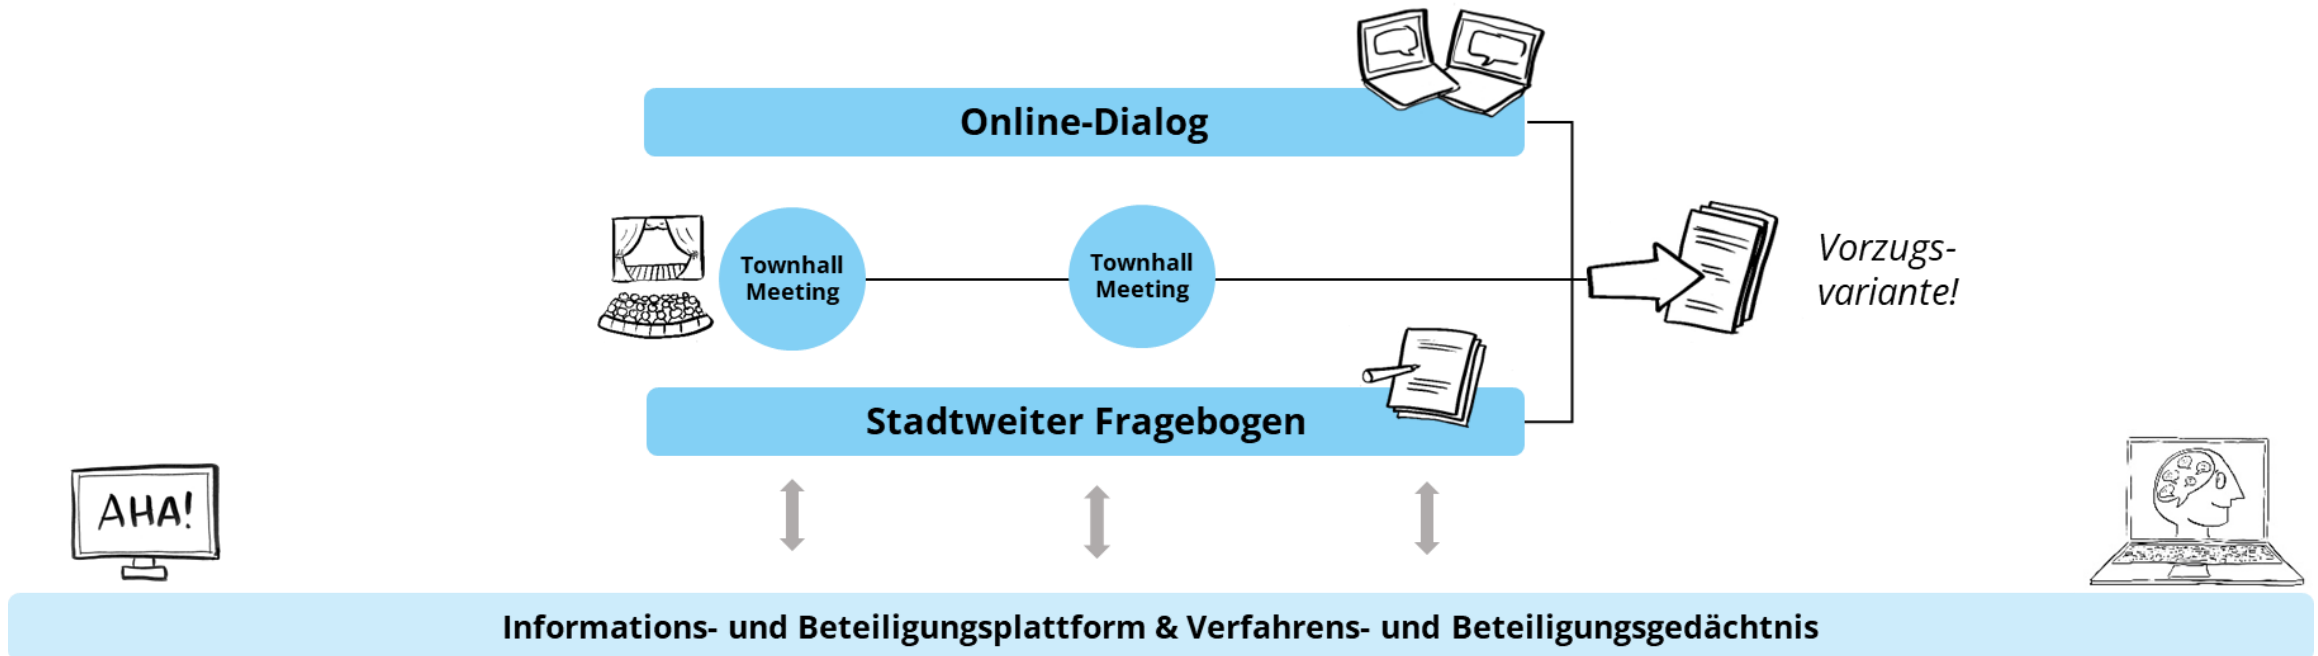 Online-Dialog
Townhall
Meeting
Townhall
Meeting
Vorzugs-
variante!
Stadtweiter Fragebogen
AHA!
Informations- und Beteiligungsplattform & Verfahrens- und Beteiligungsgedächtnis